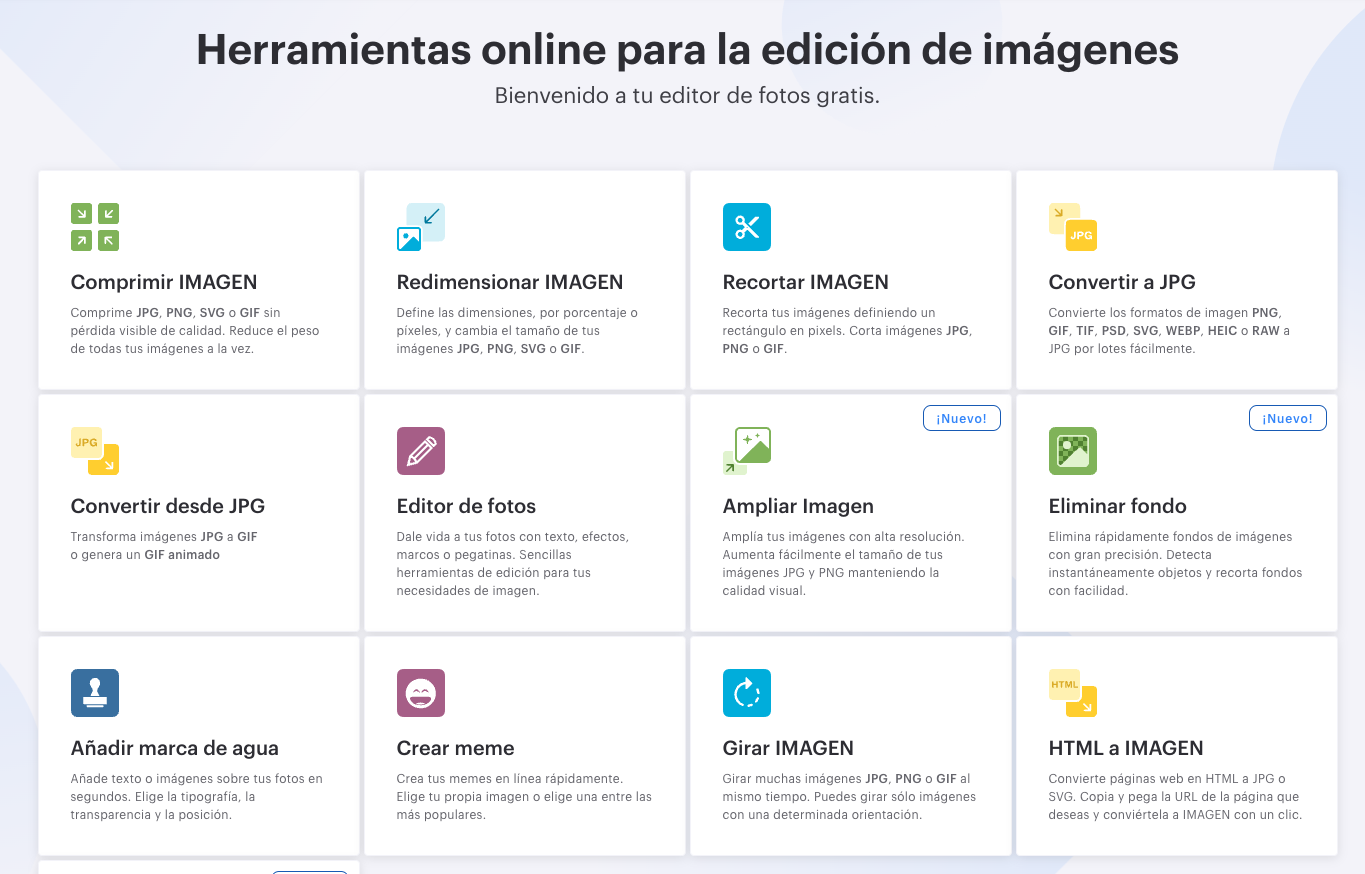 Herramientas online para la edición de imágenes
Bienvenido a tu editor de fotos gratis.
Comprimir IMAGEN
Comprime JPG, PNG, SVG o GIF sin
pérdida visible de calidad. Reduce el peso
de todas tus imágenes a la vez.
Redimensionar IMAGEN
Define las dimensiones, por porcentaje o
píxeles, y cambia el tamaño de tus
imágenes JPG, PNG, SVG o GIF.
Recortar IMAGEN
Recorta tus imágenes definiendo un
rectángulo en pixels. Corta imágenes JPG,
PNG o GIF.
JPG
Convertir a JPG
Convierte los formatos de imagen PNG,
GIF, TIF, PSD, SVG, WEBP, HEIC o RAW a
JPG por lotes fácilmente.
JPG
Convertir desde JPG
Transforma imágenes JPG a GIF
o genera un GIF animado
Editor de fotos
Dale vida a tus fotos con texto, efectos,
marcos o pegatinas. Sencillas
herramientas de edición para tus
necesidades de imagen.
¡Nuevo!
Ampliar Imagen
Amplía tus imágenes con alta resolución.
Aumenta fácilmente el tamaño de tus
imágenes JPG y PNG manteniendo la
calidad visual.
¡Nuevo!
Eliminar fondo
Elimina rápidamente fondos de imágenes
con gran precisión. Detecta
instantáneamente objetos y recorta fondos
con facilidad.
Añadir marca de agua
Añade texto o imágenes sobre tus fotos en
segundos. Elige la tipografía, la
transparencia y la posición.
Crear meme
Crea tus memes en línea rápidamente.
Elige tu propia imagen o elige una entre las
más populares.
Girar IMAGEN
Girar muchas imágenes JPG, PNG o GIF al
mismo tiempo. Puedes girar sólo imágenes
con una determinada orientación.
HTML
HTML a IMAGEN
Convierte páginas web en HTML a JPG o
SVG. Copia y pega la URL de la página que
deseas y conviértela a IMAGEN con un clic.